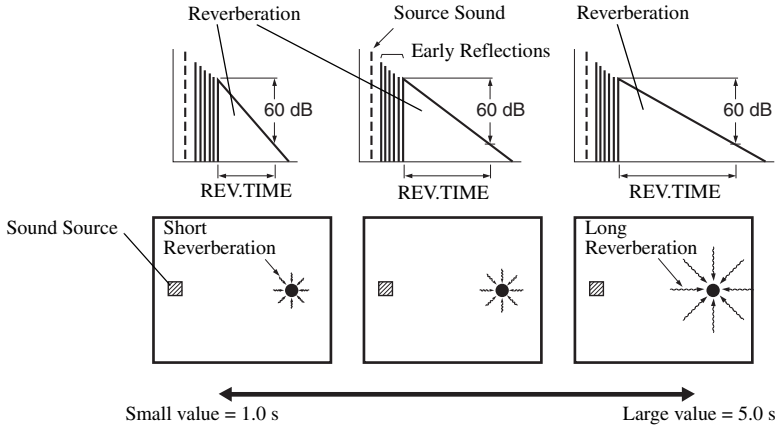 Reverberation
Source Sound
Reverberation
Early Reflections
60 dB
60 dB
60 dB
REV.TIME
REV.TIME
REV.TIME
Sound Source
Short
Reverberation
Long
Reverberation
Small value = 1.0 s
Large value = 5.0 s